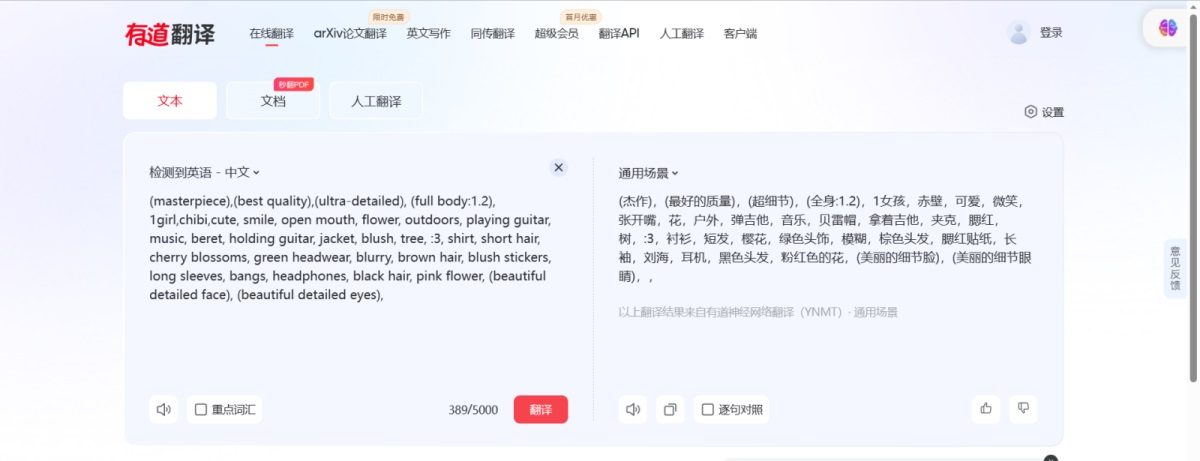 限时免费 首月优惠
有道翻译 在线翻译 arXiv论文翻译 英文写作 同传翻译 超级会员 翻译API 人工翻译 客户端 登录
秒翻PDF
文本 文档 人工翻译
设置
检测到英语 - 中文
(masterpiece),(best quality),(ultra-detailed), (full body:1.2),
1girl,chibi,cute, smile, open mouth, flower, outdoors, playing guitar,
music, beret, holding guitar, jacket, blush, tree, :3, shirt, short hair,
cherry blossoms, green headwear, blurry, brown hair, blush stickers,
long sleeves, bangs, headphones, black hair, pink flower, (beautiful
detailed face), (beautiful detailed eyes),
重点词汇 389/5000 翻译
通用场景
(杰作)，(最好的质量)，(超细节)，(全身:1.2)，1女孩，赤壁，可爱，微笑，
张开嘴，花，户外，弹吉他，音乐，贝雷帽，拿着吉他，夹克，腮红，
树，:3，衬衫，短发，樱花，绿色头饰，模糊，棕色头发，腮红贴纸，长
袖，刘海，耳机，黑色头发，粉红色的花，(美丽的细节脸)，(美丽的细节眼
睛)，,
以上翻译结果来自有道神经网络翻译（YNMT）· 通用场景
逐句对照
意见反馈